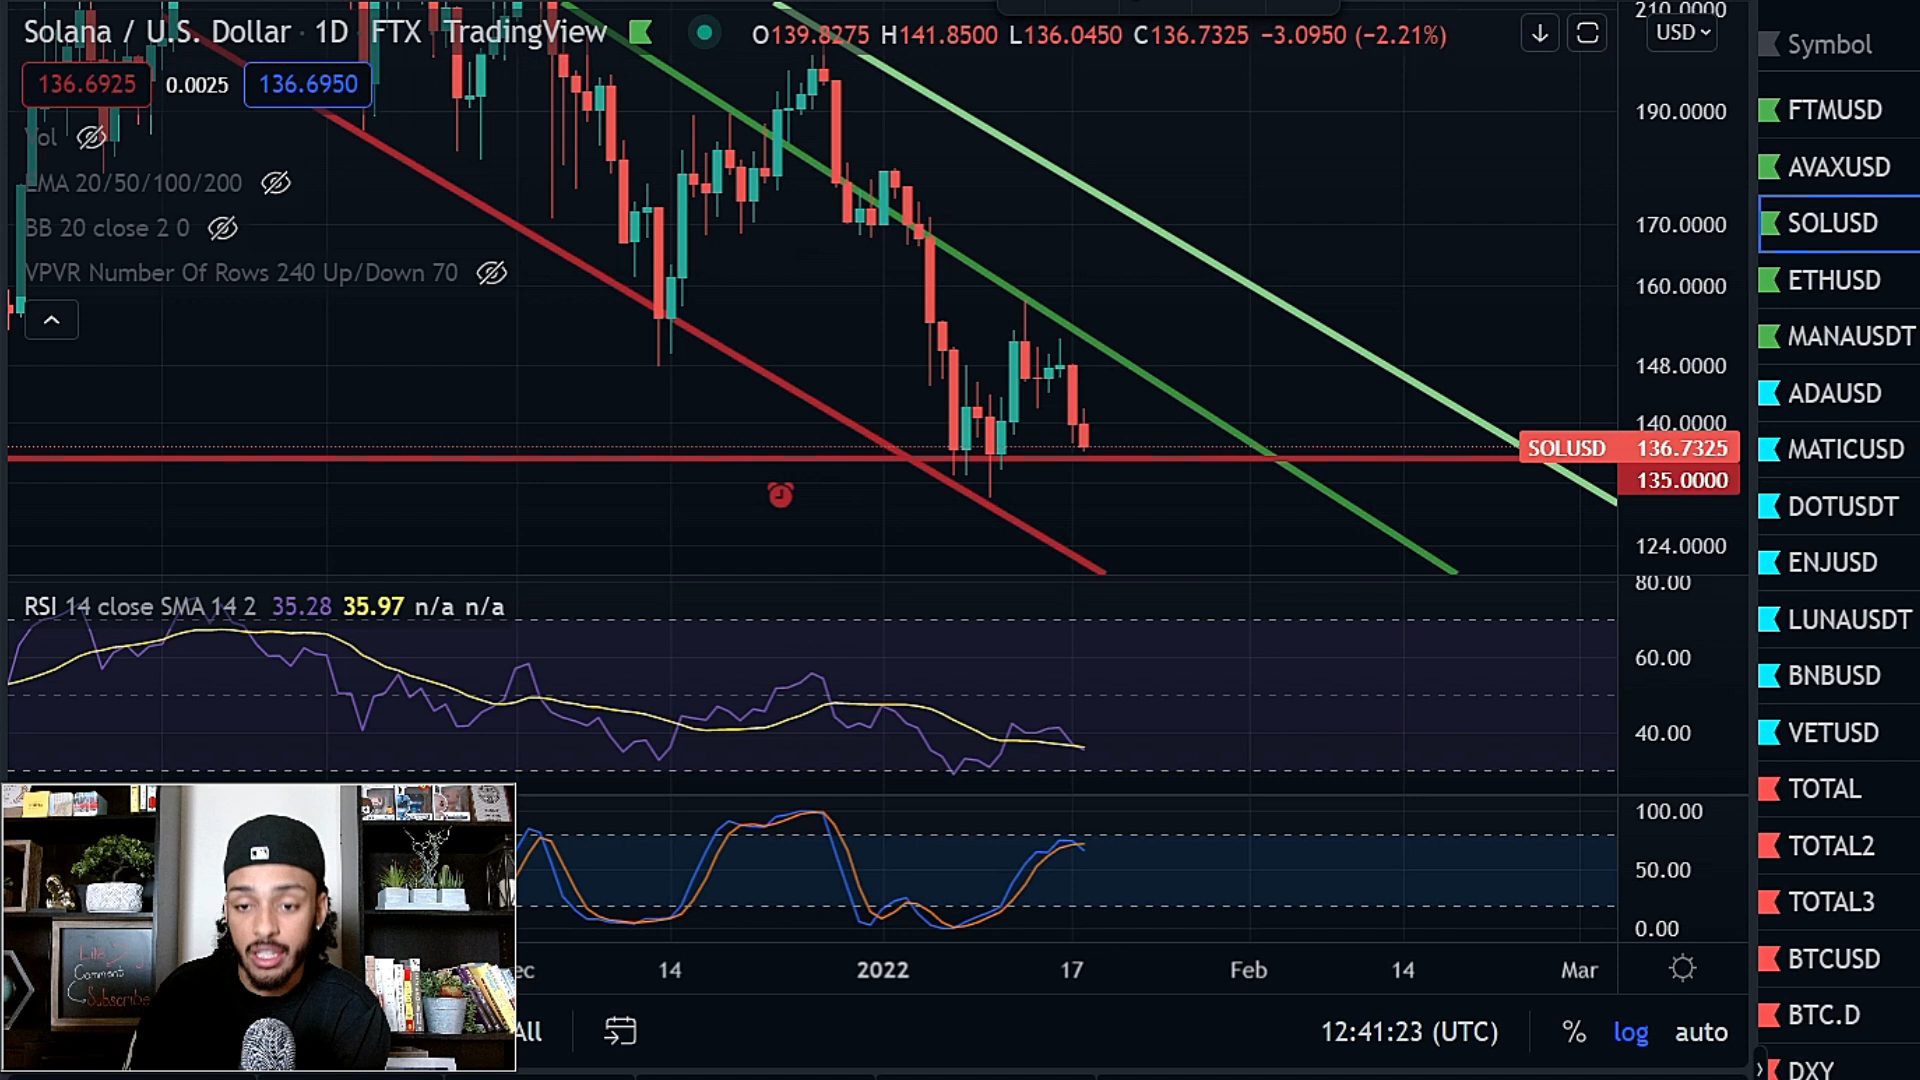 Solana / U.S. Dollar · 1D FTX TradingView
O139.8275 H141.8500 L136.0450 C136.7325 −3.0950 (−2.21%)
136.6925 0.0025 136.6950
Vol
EMA 20/50/100/200
BB 20 close 2 0
VPVR Number Of Rows 240 Up/Down 70
USD
210.0000
190.0000
170.0000
160.0000
148.0000
140.0000
SOLUSD 136.7325
135.0000
124.0000
RSI 14 close SMA 14 2 35.28 35.97 n/a n/a
80.00
60.00
40.00
100.00
50.00
0.00
ec 14 2022 17 Feb 14 Mar
All
12:41:23 (UTC) % log auto
Symbol
FTMUSD
AVAXUSD
SOLUSD
ETHUSD
MANAUSDT
ADAUSD
MATICUSD
DOTUSDT
ENJUSD
LUNAUSDT
BNBUSD
VETUSD
TOTAL
TOTAL2
TOTAL3
BTCUSD
BTC.D
DXY
Like
Comment
Subscribe